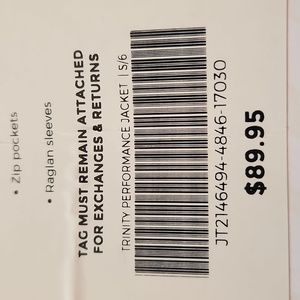 • Zip pockets
• Raglan sleeves
TAG MUST REMAIN ATTACHED
FOR EXCHANGES & RETURNS
TRINITY PERFORMANCE JACKET | S/6
JT2146494-4846-17030
$89.95